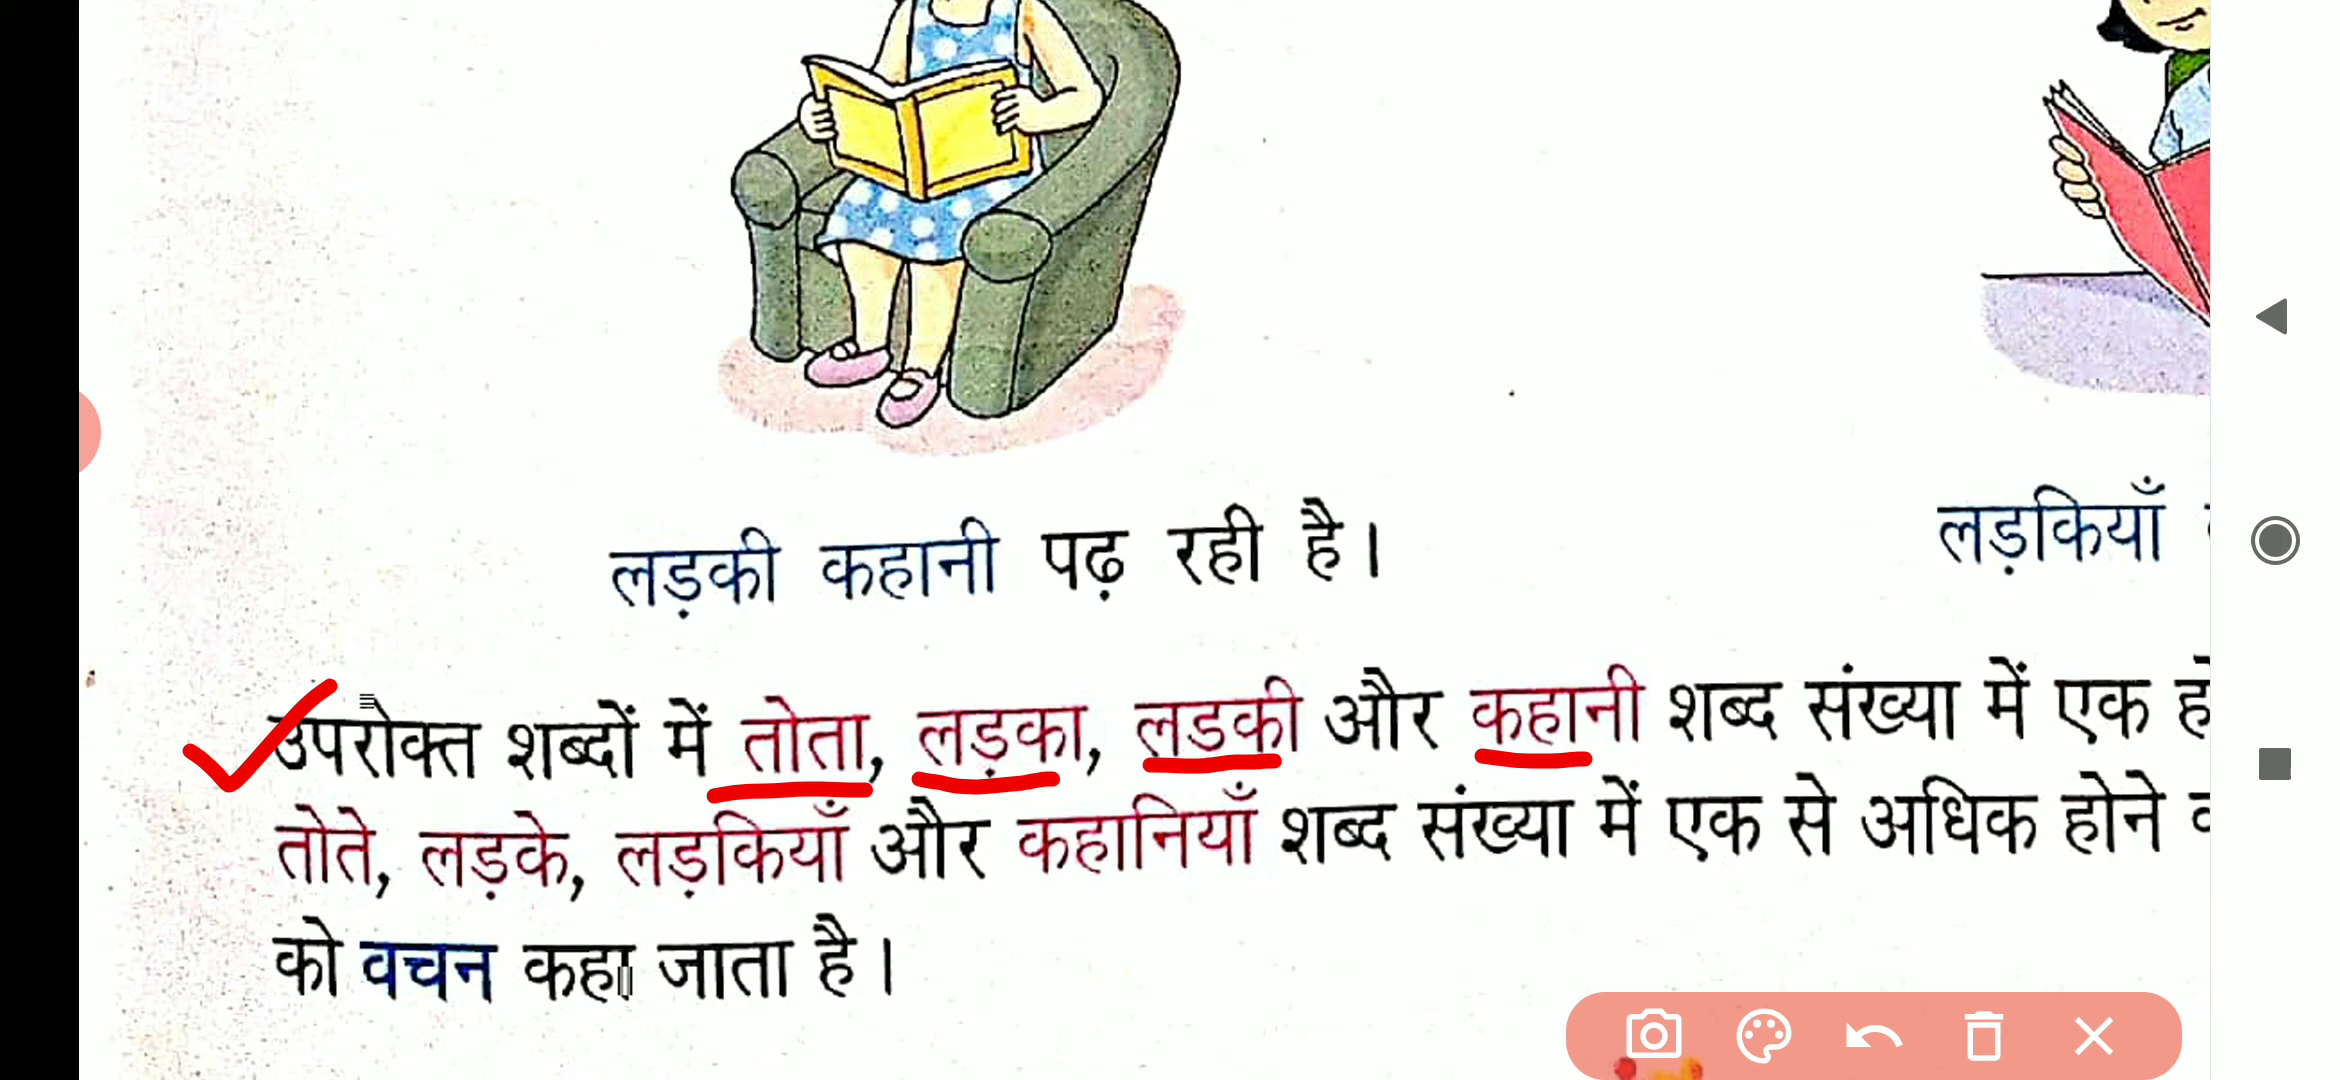 लड़की कहानी पढ़ रही है।
लड़कियाँ
उपरोक्त शब्दों में तोता, लड़का, लडकी और कहानी शब्द संख्या में एक
तोते, लड़के, लड़कियाँ और कहानियाँ शब्द संख्या में एक से अधिक होने
को वचन कहा जाता है।